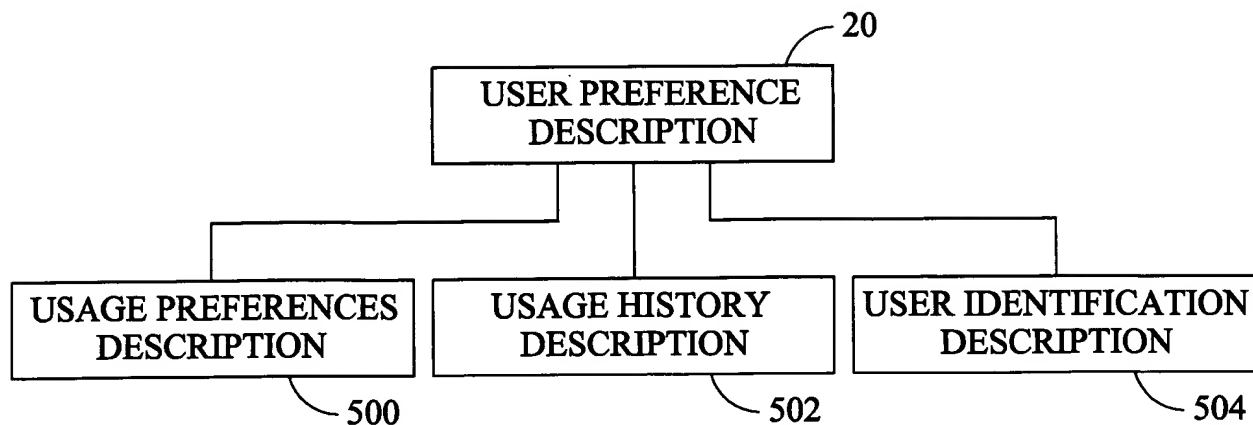 20
USER PREFERENCE
DESCRIPTION
USAGE PREFERENCES
DESCRIPTION
500
USAGE HISTORY
DESCRIPTION
502
USER IDENTIFICATION
DESCRIPTION
504